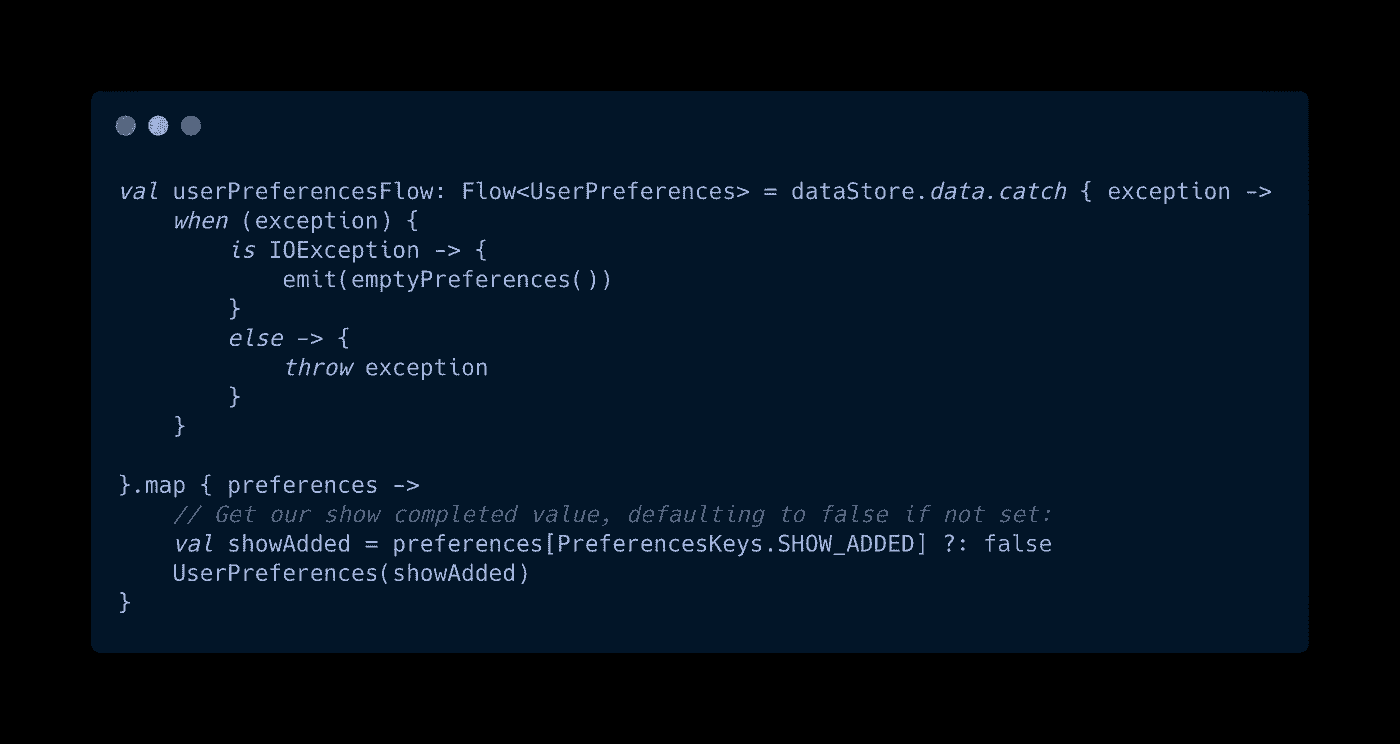 val userPreferencesFlow: Flow<UserPreferences> = dataStore.data.catch { exception ->
    when (exception) {
        is IOException -> {
            emit(emptyPreferences())
        }
        else -> {
            throw exception
        }
    }

}.map { preferences ->
    // Get our show completed value, defaulting to false if not set:
    val showAdded = preferences[PreferencesKeys.SHOW_ADDED] ?: false
    UserPreferences(showAdded)
}